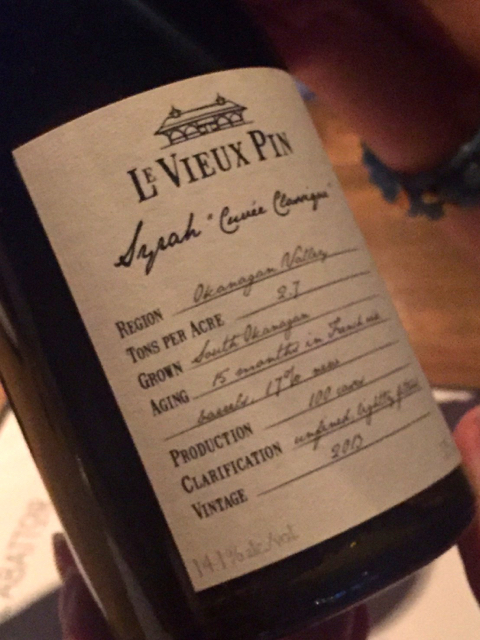 LE VIEUX PIN
Syrah "Cuvée Classique"
REGION Okanagan Valley
TONS PER ACRE 2.7
GROWN South Okanagan
AGING 15 months in French oak
barrels, 17% new
PRODUCTION 100 cases
CLARIFICATION unfined, lightly filtered
VINTAGE 2013
14.1% alc/vol
ABATTOIR